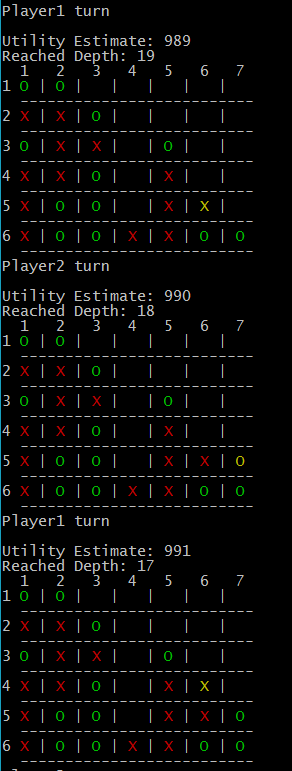 Player1 turn
Utility Estimate: 989
Reached Depth: 19
1 2 3 4 5 6 7
1 O | O | | | | |
---------------------------
2 X | X | O | | | |
---------------------------
3 O | X | X | | O | |
---------------------------
4 X | X | O | | X | |
---------------------------
5 X | O | O | | X | X |
---------------------------
6 X | O | O | X | X | O | O
---------------------------
Player2 turn
Utility Estimate: 990
Reached Depth: 18
1 2 3 4 5 6 7
1 O | O | | | | |
---------------------------
2 X | X | O | | | |
---------------------------
3 O | X | X | | O | |
---------------------------
4 X | X | O | | X | |
---------------------------
5 X | O | O | | X | X | O
---------------------------
6 X | O | O | X | X | O | O
---------------------------
Player1 turn
Utility Estimate: 991
Reached Depth: 17
1 2 3 4 5 6 7
1 O | O | | | | |
---------------------------
2 X | X | O | | | |
---------------------------
3 O | X | X | | O | |
---------------------------
4 X | X | O | | X | X |
---------------------------
5 X | O | O | | X | X | O
---------------------------
6 X | O | O | X | X | O | O
---------------------------